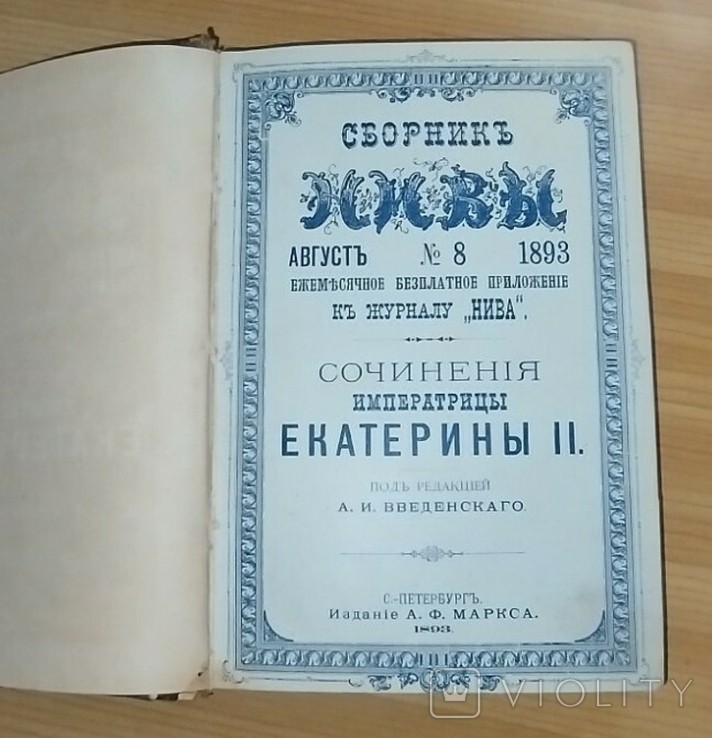 СБОРНИКЪ
НИВЫ
АВГУСТЪ № 8 1893
ЕЖЕМѢСЯЧНОЕ БЕЗПЛАТНОЕ ПРИЛОЖЕНІЕ
КЪ ЖУРНАЛУ „НИВА“.
СОЧИНЕНІЯ
ИМПЕРАТРИЦЫ
ЕКАТЕРИНЫ II.
ПОДЪ РЕДАКЦІЕЙ
А. И. ВВЕДЕНСКАГО.
С.-ПЕТЕРБУРГЪ.
Изданіе А. Ф. МАРКСА.
1893.
VIOLITY